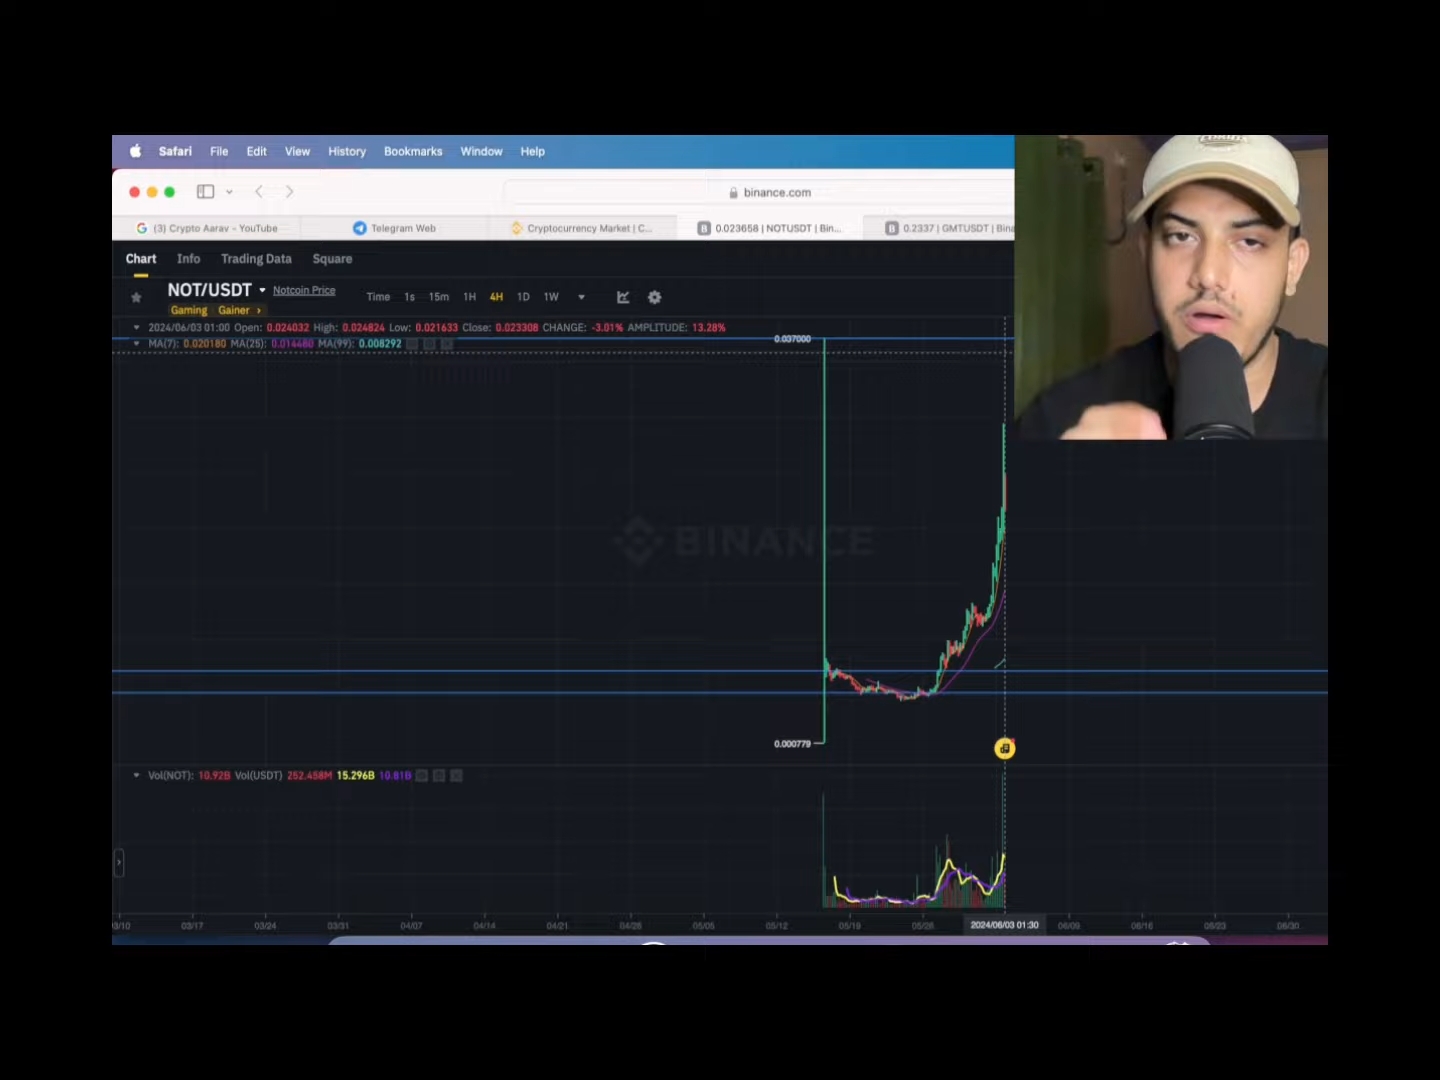 Safari File Edit View History Bookmarks Window Help
binance.com
(3) Crypto Aarav - YouTube Telegram Web Cryptocurrency Market | C... 0.023658 | NOTUSDT | Bin... 0.2337 | GMTUSDT | Bina
Chart Info Trading Data Square
NOT/USDT Notcoin Price Time 1s 15m 1H 4H 1D 1W
Gaming Gainer
2024/06/03 01:00 Open: 0.024032 High: 0.024824 Low: 0.021633 Close: 0.023308 CHANGE: -3.01% AMPLITUDE: 13.28%
MA(7): 0.020180 MA(25): 0.014480 MA(99): 0.008292
0.037000
BINANCE
0.000779
Vol(NOT): 10.92B Vol(USDT) 252.458M 15.296B 10.81B
03/10 03/17 03/24 03/31 04/07 04/14 04/21 04/28 05/05 05/12 05/19 05/26 2024/06/03 01:30 06/09 06/16 06/23 06/30